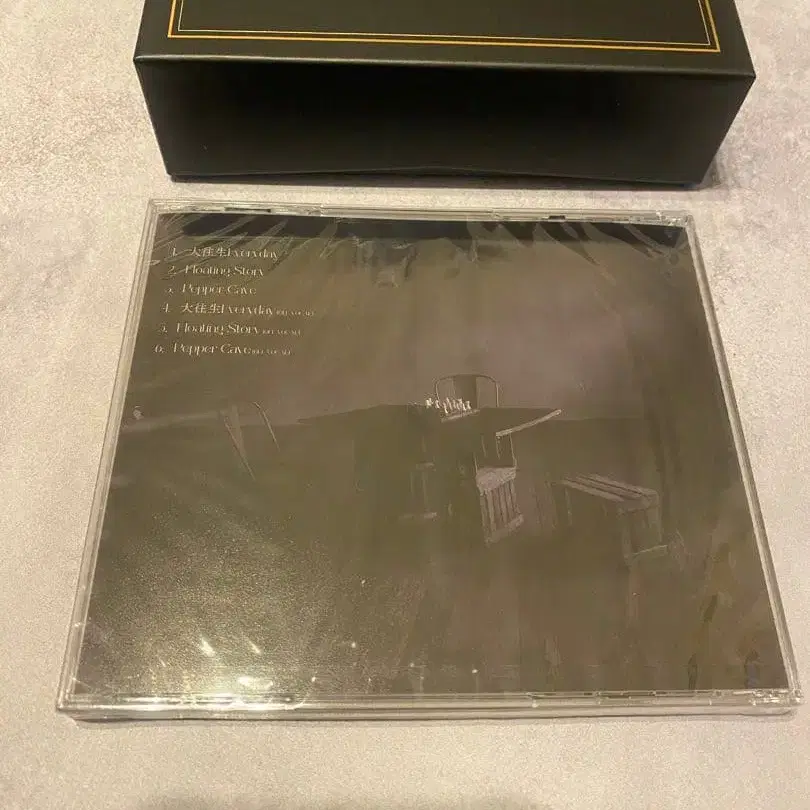 1. 大往生Everyday
2. Floating Story
3. Pepper Cave
4. 大往生Everyday
5. Floating Story
6. Pepper Cave